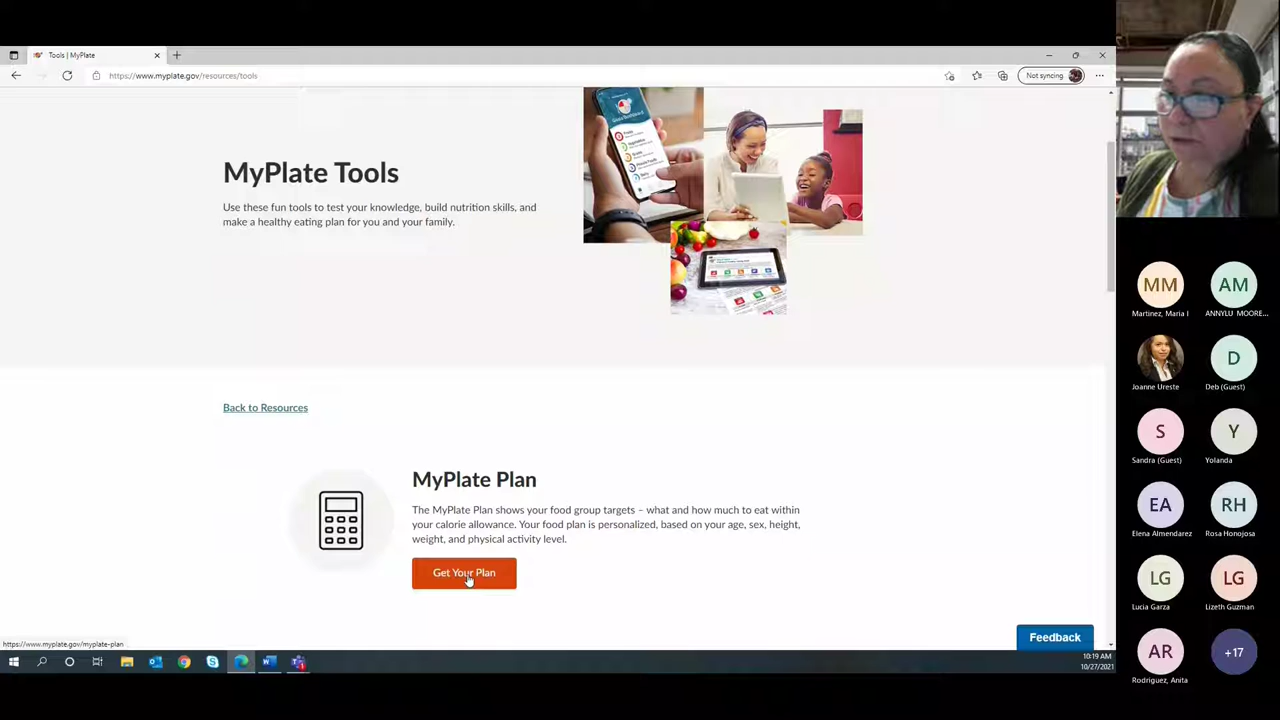 Tools | MyPlate
https://www.myplate.gov/resources/tools
Not syncing
MyPlate Tools
Use these fun tools to test your knowledge, build nutrition skills, and
make a healthy eating plan for you and your family.
Back to Resources
MyPlate Plan
The MyPlate Plan shows your food group targets – what and how much to eat within
your calorie allowance. Your food plan is personalized, based on your age, sex, height,
weight, and physical activity level.
Get Your Plan
Feedback
https://www.myplate.gov/myplate-plan
10:19 AM
10/27/2021
MM
Martinez, Maria I
AM
ANNYLU MOORE...
Joanne Ureste
D
Deb (Guest)
S
Sandra (Guest)
Y
Yolanda
EA
Elena Almendarez
RH
Rosa Honojosa
LG
Lucia Garza
LG
Lizeth Guzman
AR
Rodriguez, Anita
+17